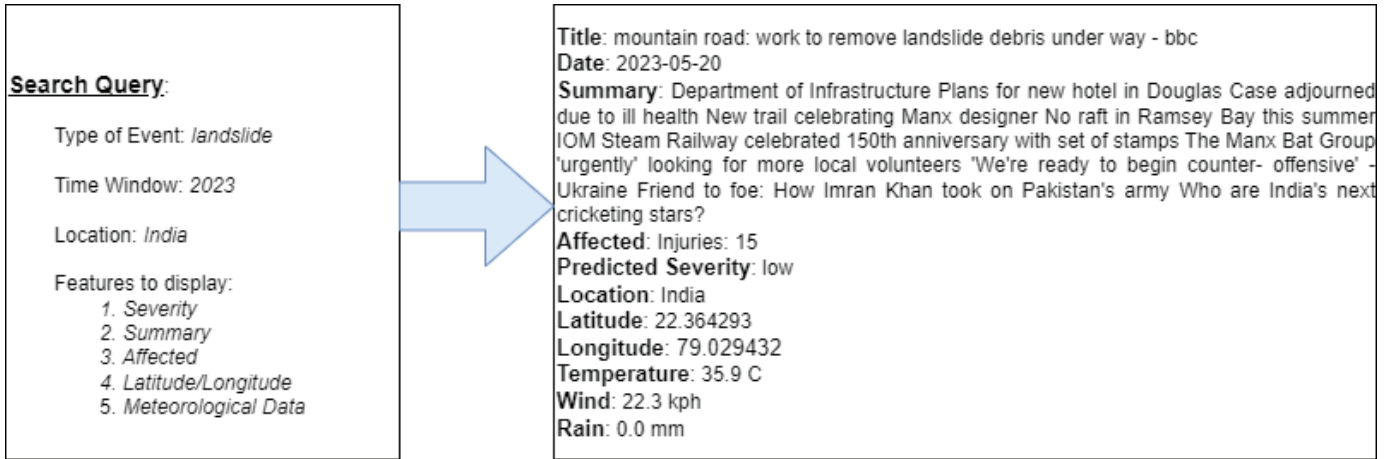 Search Query:
Type of Event: landslide
Time Window: 2023
Location: India
Features to display:
1. Severity
2. Summary
3. Affected
4. Latitude/Longitude
5. Meteorological Data
Title: mountain road: work to remove landslide debris under way - bbc
Date: 2023-05-20
Summary: Department of Infrastructure Plans for new hotel in Douglas Case adjourned
due to ill health New trail celebrating Manx designer No raft in Ramsey Bay this summer
IOM Steam Railway celebrated 150th anniversary with set of stamps The Manx Bat Group
'urgently' looking for more local volunteers 'We're ready to begin counter- offensive' -
Ukraine Friend to foe: How Imran Khan took on Pakistan's army Who are India's next
cricketing stars?
Affected: Injuries: 15
Predicted Severity: low
Location: India
Latitude: 22.364293
Longitude: 79.029432
Temperature: 35.9 C
Wind: 22.3 kph
Rain: 0.0 mm